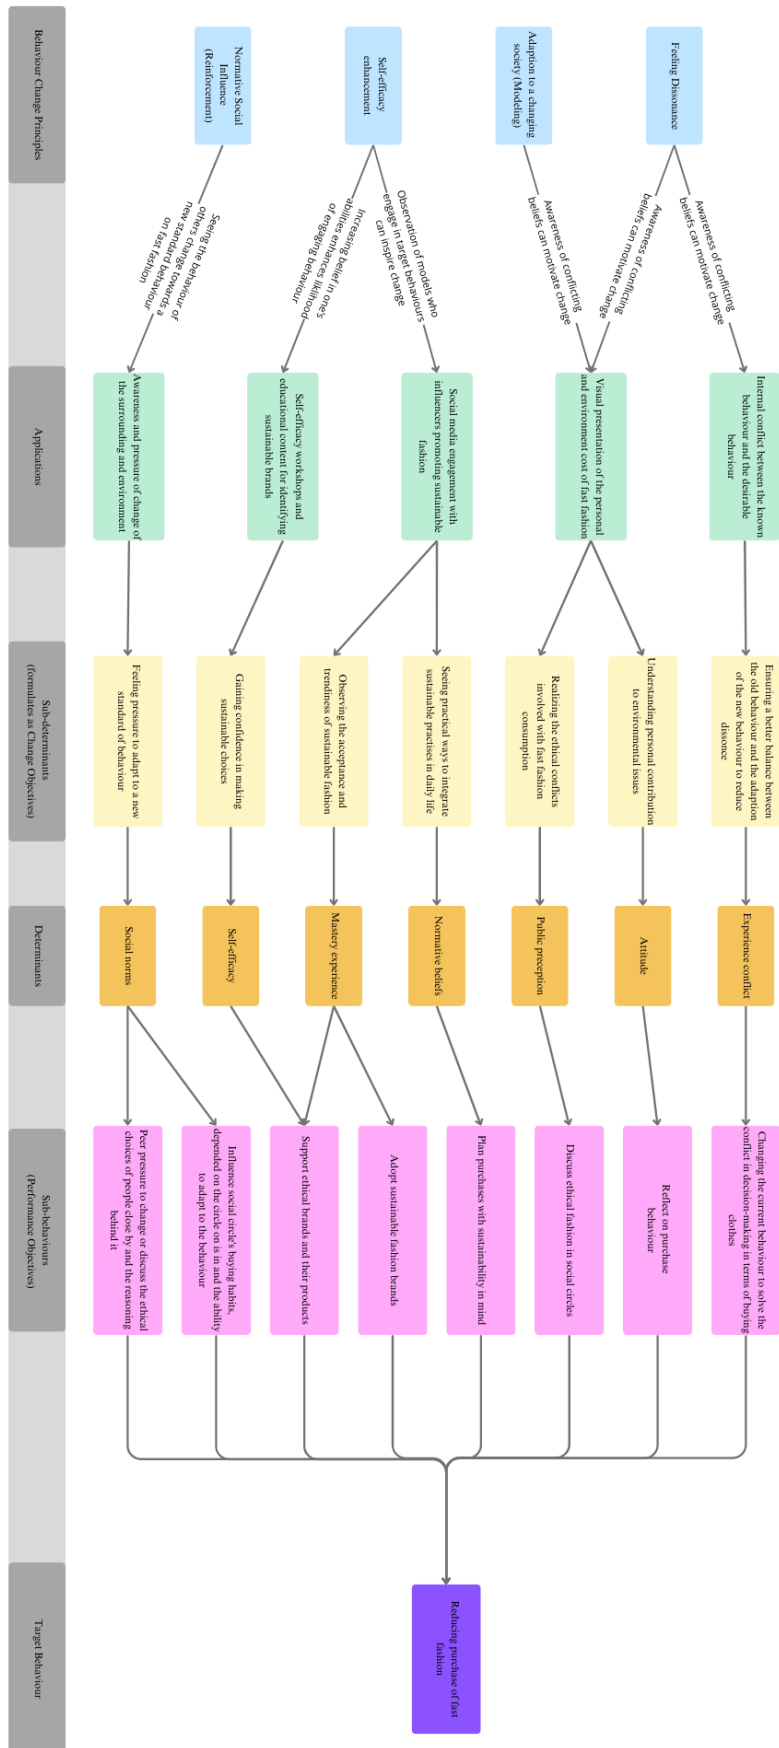 Behaviour Change Principles
Applications
Sub-determinants
(formulates as Change Objectives)
Determinants
Sub-behaviours
(Performance Objectives)
Target Behaviour
Feeling Dissonance
Adaption to a changing
society (Modeling)
Self-efficacy
enhancement
Normative Social
Influence
(Reinforcement)
Awareness of conflicting
beliefs can motivate change
Awareness of conflicting
beliefs can motivate change
Awareness of conflicting
beliefs can motivate change
Observation of models who
engage in target behaviours
can inspire change
Increasing belief in one's
abilities enhances liklihood
of engaging behaviour
Seeing the behaviour of
others change towards a
new standard behaviour
on fast fashion
Internal conflict between the known
behaviour and the desirable
behaviour
Visual presentation of the personal
and environment cost of fast fashion
Social media engagement with
influencers promoting sustainable
fashion
Self-efficacy workshops and
educational content for identifying
sustainable brands
Awareness and pressure of change of
the surrounding and environment
Ensuring a better balance between
the old behaviour and the adaption
of the new behaviour to reduce
dissonce
Understanding personal contribution
to environmental issues
Realizing the ethical conflicts
involved with fast fashion
consumption
Seeing practical ways to integrate
sustainable practises in daily life
Observing the acceptance and
trendiness of sustainable fashion
Gaining confidence in making
sustainable choices
Feeling pressure to adapt to a new
standard of behaviour
Experience conflict
Attitude
Public preception
Normative beliefs
Mastery experience
Self-efficacy
Social norms
Changing the current behaviour to solve the
conflict in decision-making in terms of buying
clothes
Reflect on purchase
behaviour
Discuss ethical fashion in social circles
Plan purchases with sustainability in mind
Adopt sustainable fashion brands
Support ethical brands and their products
Influence social circle's buying habits,
depended on the circle on is in and the ability
to adapt to the behaviour
Peer pressure to change or discuss the ethical
choices of people close by and the reasoning
behind it
Reducing purchase of fast
fashion